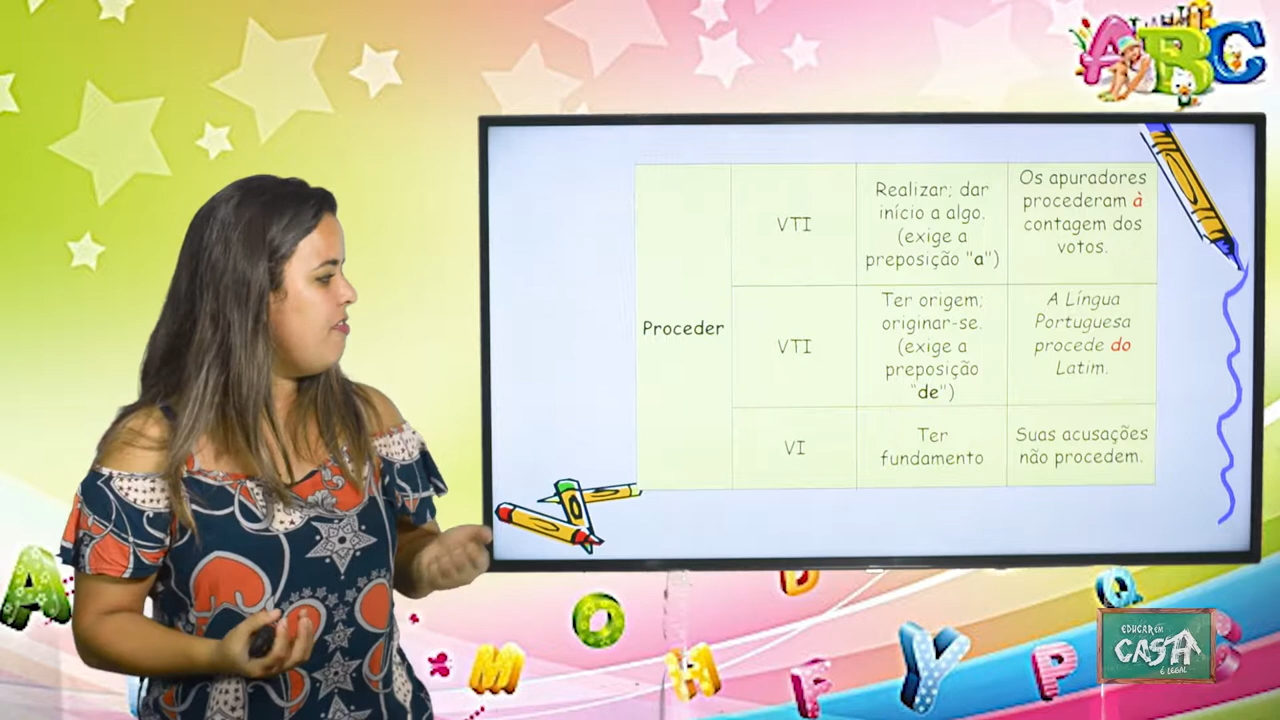 ABC
Proceder
VTI
Realizar; dar
início a algo.
(exige a
preposição "a")
Os apuradores
procederam à
contagem dos
votos.
VTI
Ter origem;
originar-se.
(exige a
preposição
"de")
A Língua
Portuguesa
procede do
Latim.
VI
Ter
fundamento
Suas acusações
não procedem.
A
M
O
H
D
F
Y
P
Q
EDUCAR EM
CASA
É LEGAL